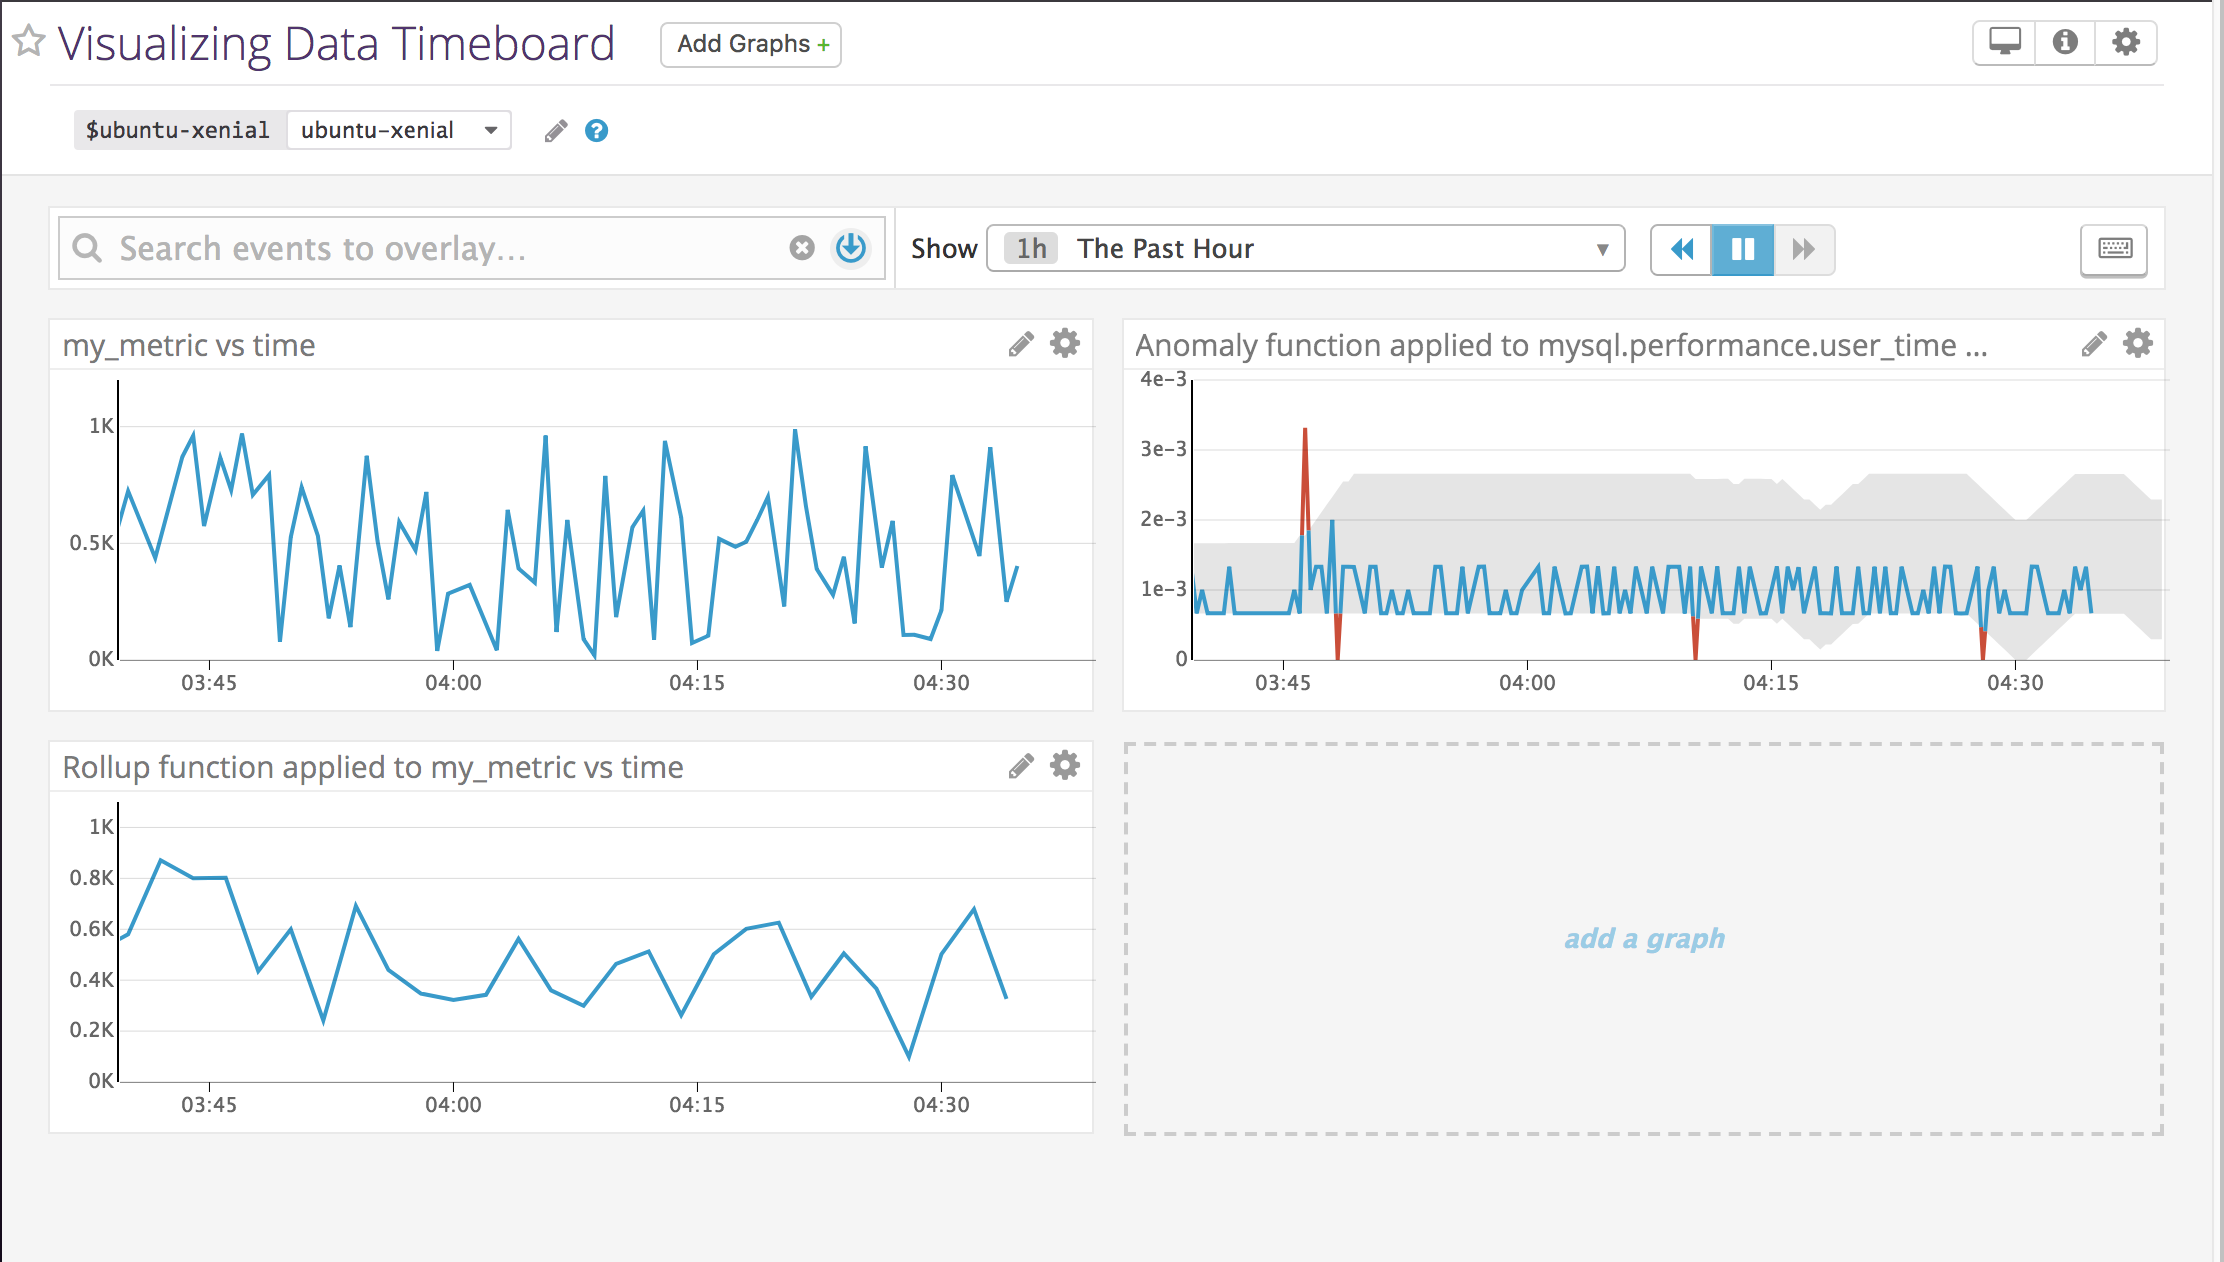 Visualizing Data Timeboard
Add Graphs +
$ubuntu-xenial
ubuntu-xenial
Search events to overlay...
Show
1h The Past Hour
my_metric vs time
1K
0.5K
0K
03:45 04:00 04:15 04:30
Anomaly function applied to mysql.performance.user_time ...
4e-3
3e-3
2e-3
1e-3
0
03:45 04:00 04:15 04:30
Rollup function applied to my_metric vs time
1K
0.8K
0.6K
0.4K
0.2K
0K
03:45 04:00 04:15 04:30
add a graph